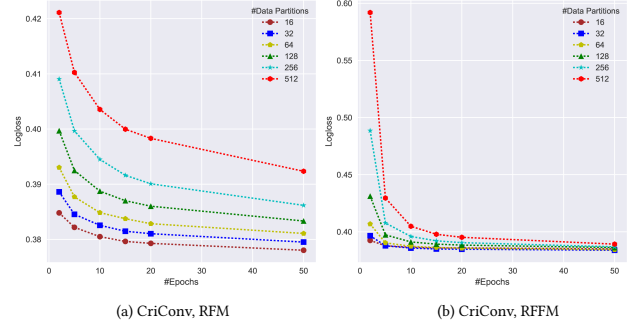 #Data Partitions
16
32
64
128
256
512
0.42
0.41
0.40
0.39
0.38
Logloss
0 10 20 30 40 50
#Epochs
(a) CriConv, RFM
#Data Partitions
16
32
64
128
256
512
0.60
0.55
0.50
0.45
0.40
Logloss
0 10 20 30 40 50
#Epochs
(b) CriConv, RFFM